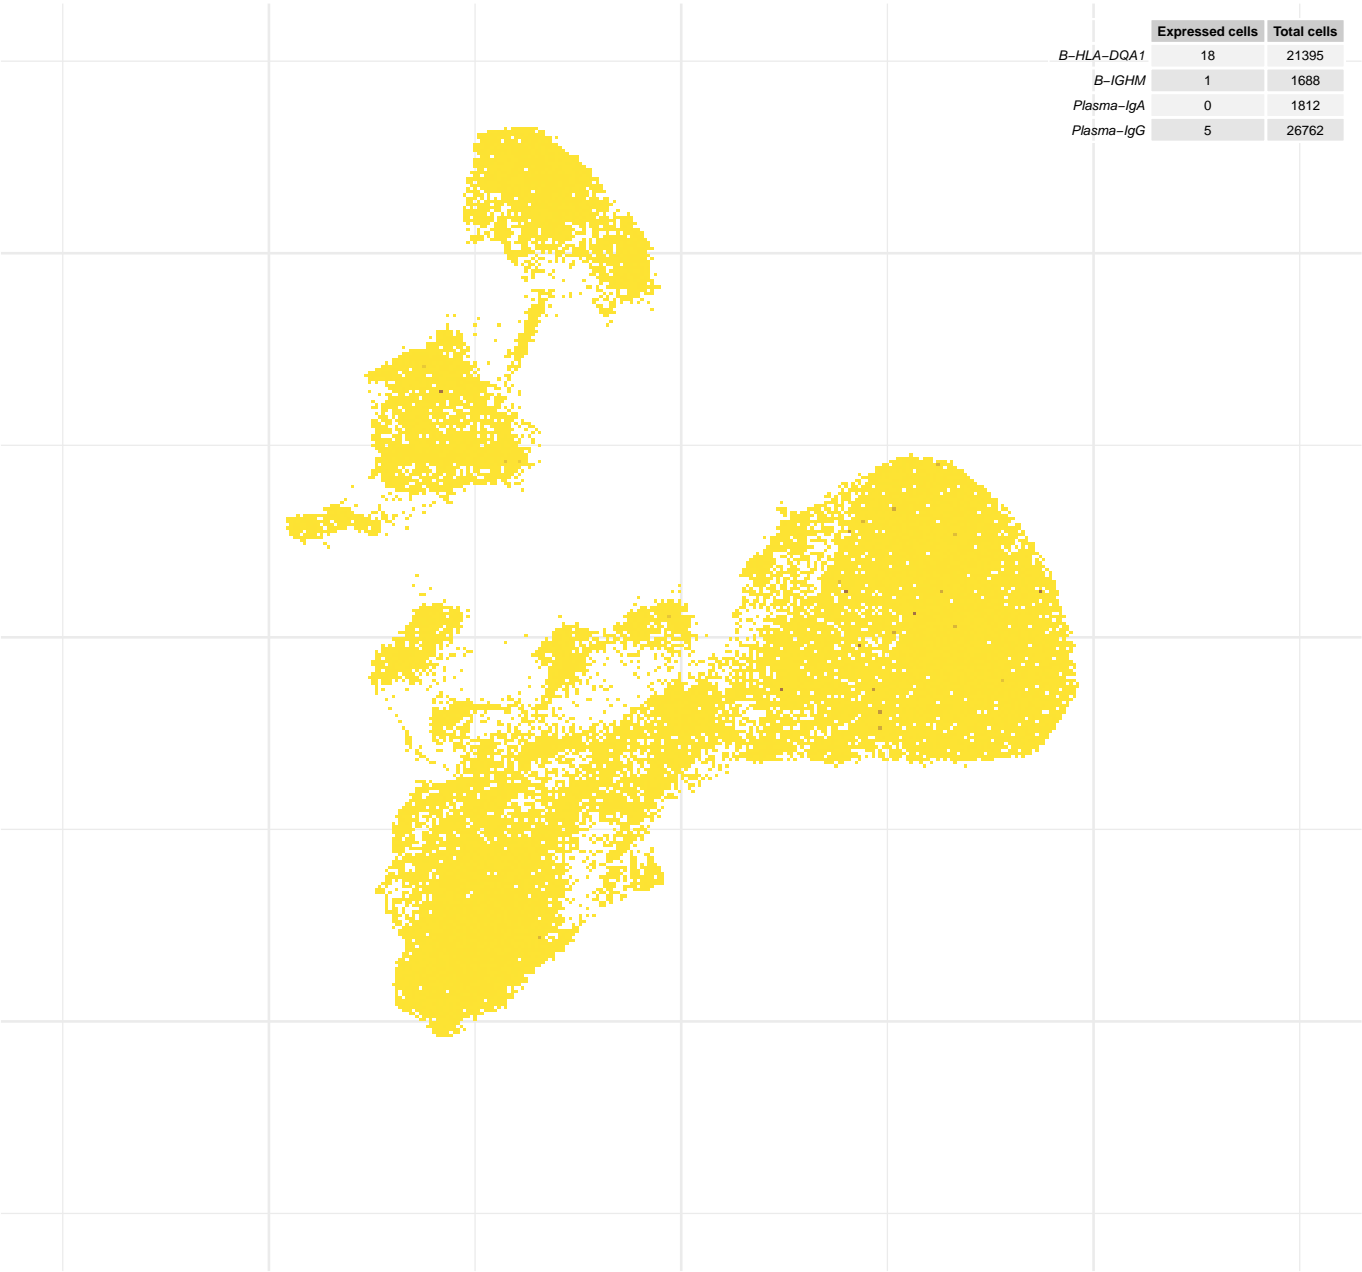 Expressed cells Total cells
B−HLA−DQA1 18 21395
B−IGHM 1 1688
Plasma−IgA 0 1812
Plasma−IgG 5 26762